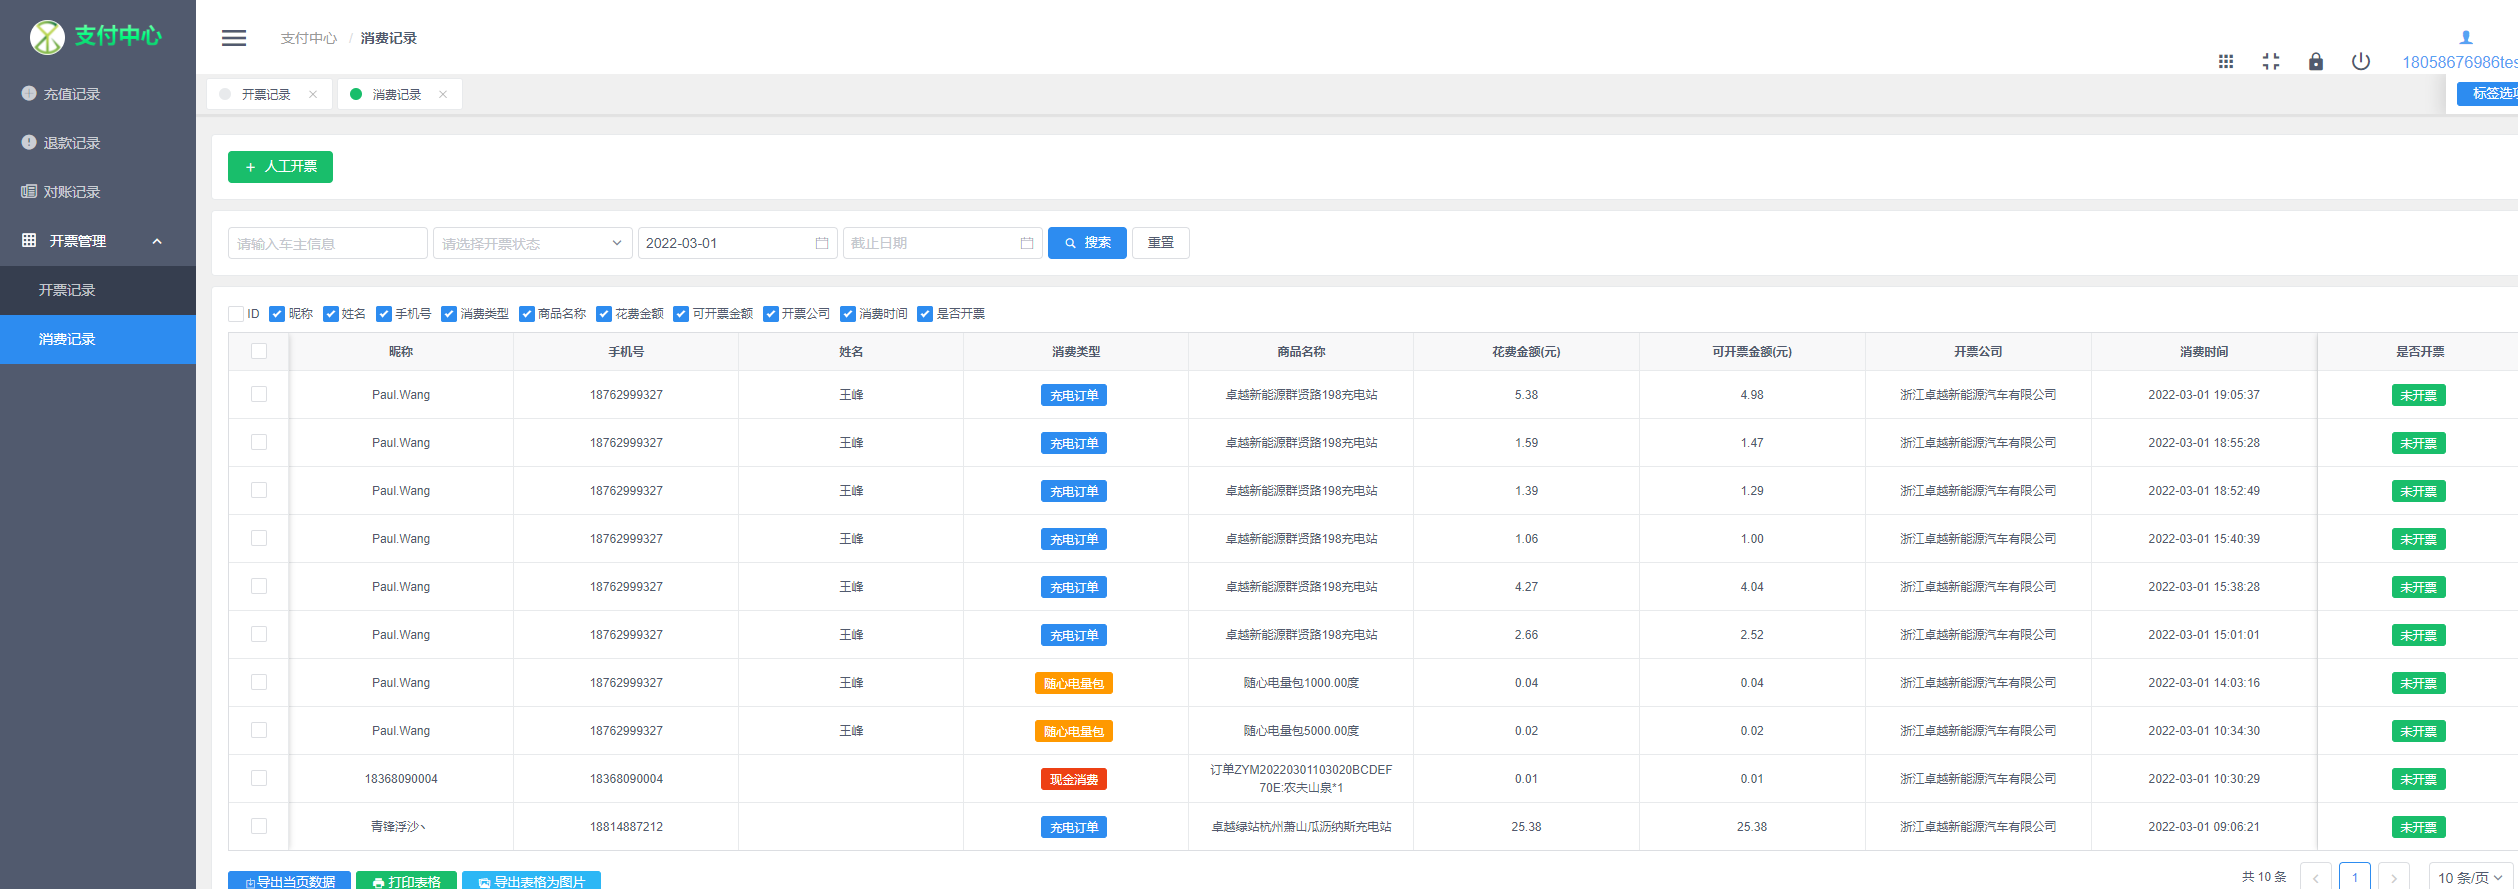 支付中心
支付中心 / 消费记录
18058676986tes
充值记录
退款记录
对账记录
开票管理
开票记录
消费记录
开票记录 ×
消费记录 ×
标签选项
+ 人工开票
请输入车主信息 请选择开票状态 2022-03-01 截止日期 搜索 重置
ID 昵称 姓名 手机号 消费类型 商品名称 花费金额 可开票金额 开票公司 消费时间 是否开票
昵称 手机号 姓名 消费类型 商品名称 花费金额(元) 可开票金额(元) 开票公司 消费时间 是否开票
Paul.Wang 18762999327 王峰 充电订单 卓越新能源群贤路198充电站 5.38 4.98 浙江卓越新能源汽车有限公司 2022-03-01 19:05:37 未开票
Paul.Wang 18762999327 王峰 充电订单 卓越新能源群贤路198充电站 1.59 1.47 浙江卓越新能源汽车有限公司 2022-03-01 18:55:28 未开票
Paul.Wang 18762999327 王峰 充电订单 卓越新能源群贤路198充电站 1.39 1.29 浙江卓越新能源汽车有限公司 2022-03-01 18:52:49 未开票
Paul.Wang 18762999327 王峰 充电订单 卓越新能源群贤路198充电站 1.06 1.00 浙江卓越新能源汽车有限公司 2022-03-01 15:40:39 未开票
Paul.Wang 18762999327 王峰 充电订单 卓越新能源群贤路198充电站 4.27 4.04 浙江卓越新能源汽车有限公司 2022-03-01 15:38:28 未开票
Paul.Wang 18762999327 王峰 充电订单 卓越新能源群贤路198充电站 2.66 2.52 浙江卓越新能源汽车有限公司 2022-03-01 15:01:01 未开票
Paul.Wang 18762999327 王峰 随心电量包 随心电量包1000.00度 0.04 0.04 浙江卓越新能源汽车有限公司 2022-03-01 14:03:16 未开票
Paul.Wang 18762999327 王峰 随心电量包 随心电量包5000.00度 0.02 0.02 浙江卓越新能源汽车有限公司 2022-03-01 10:34:30 未开票
18368090004 18368090004 现金消费 订单ZYM20220301103020BCDEF
70E:农夫山泉*1 0.01 0.01 浙江卓越新能源汽车有限公司 2022-03-01 10:30:29 未开票
青锋浮沙丶 18814887212 充电订单 卓越绿站杭州萧山瓜沥纳斯充电站 25.38 25.38 浙江卓越新能源汽车有限公司 2022-03-01 09:06:21 未开票
导出当页数据 打印表格 导出表格为图片
共 10 条 < 1 > 10 条/页